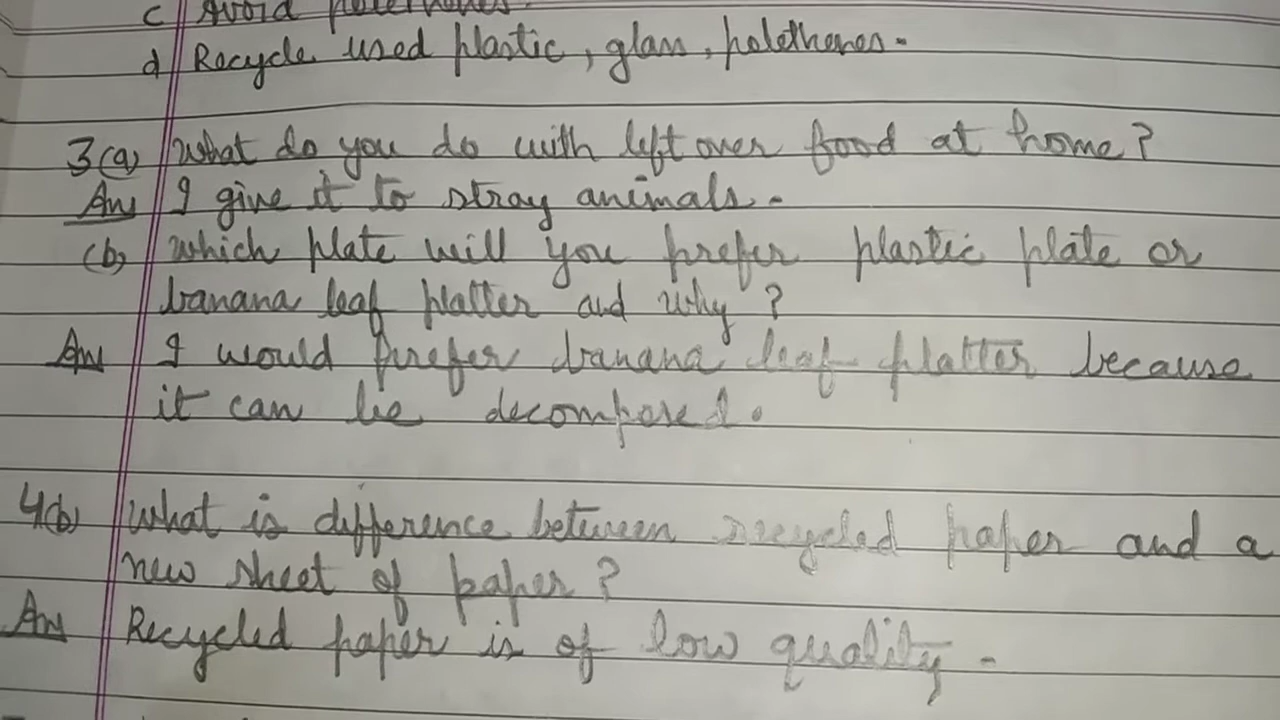 c Avoid polethenes.
d Recycle used plastic, glass, polethenes.
3(a) What do you do with left over food at home?
Ans I give it to stray animals.
(b) which plate will you prefer plastic plate or
banana leaf platter and why?
Ans I would prefer banana leaf platter because
it can be decomposed.
4(b) What is difference between recycled paper and a
new sheet of paper?
Ans Recycled paper is of low quality.